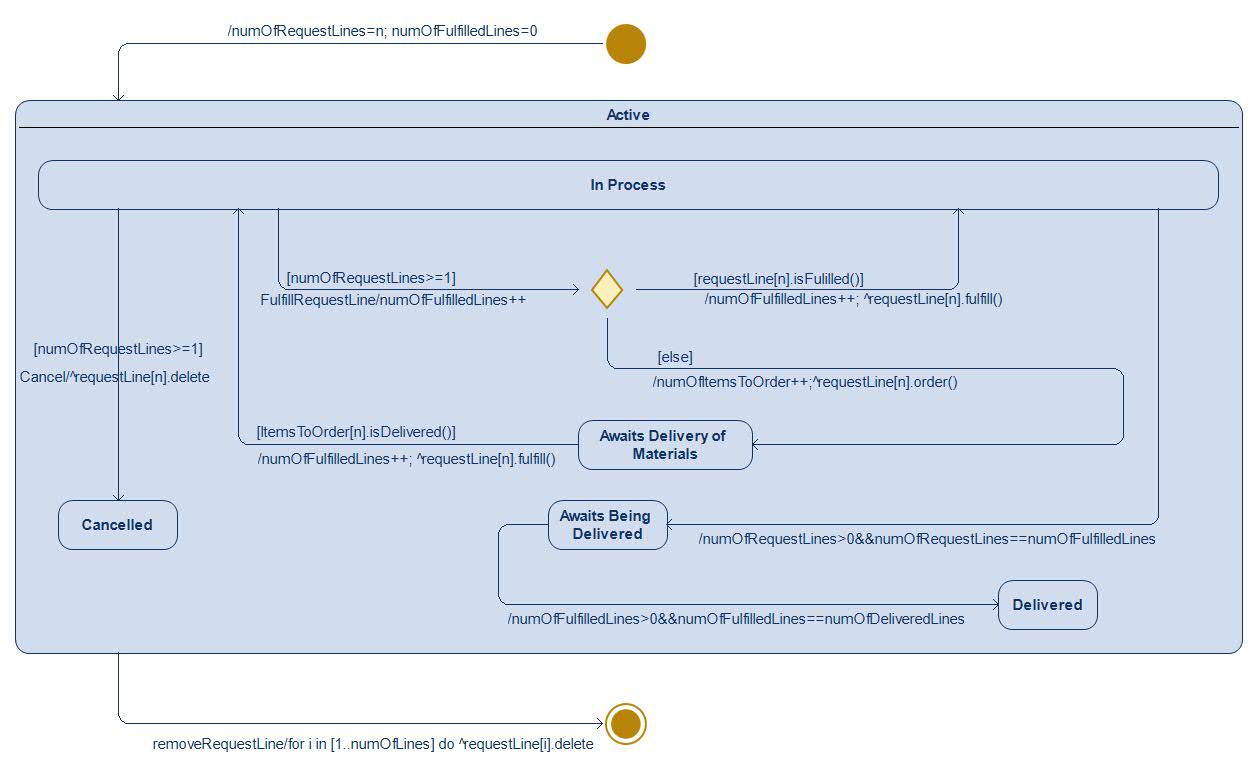 /numOfRequestLines=n; numOfFulfilledLines=0
Active
In Process
[numOfRequestLines>=1]
FulfillRequestLine/numOfFulfilledLines++
[requestLine[n].isFulilled()]
/numOfFulfilledLines++; ^requestLine[n].fulfill()
[numOfRequestLines>=1]
Cancel/^requestLine[n].delete
[else]
/numOfItemsToOrder++;^requestLine[n].order()
[ItemsToOrder[n].isDelivered()]
/numOfFulfilledLines++; ^requestLine[n].fulfill()
Awaits Delivery of
Materials
Cancelled
Awaits Being
Delivered
/numOfRequestLines>0&&numOfRequestLines==numOfFulfilledLines
/numOfFulfilledLines>0&&numOfFulfilledLines==numOfDeliveredLines
Delivered
removeRequestLine/for i in [1..numOfLines] do ^requestLine[i].delete